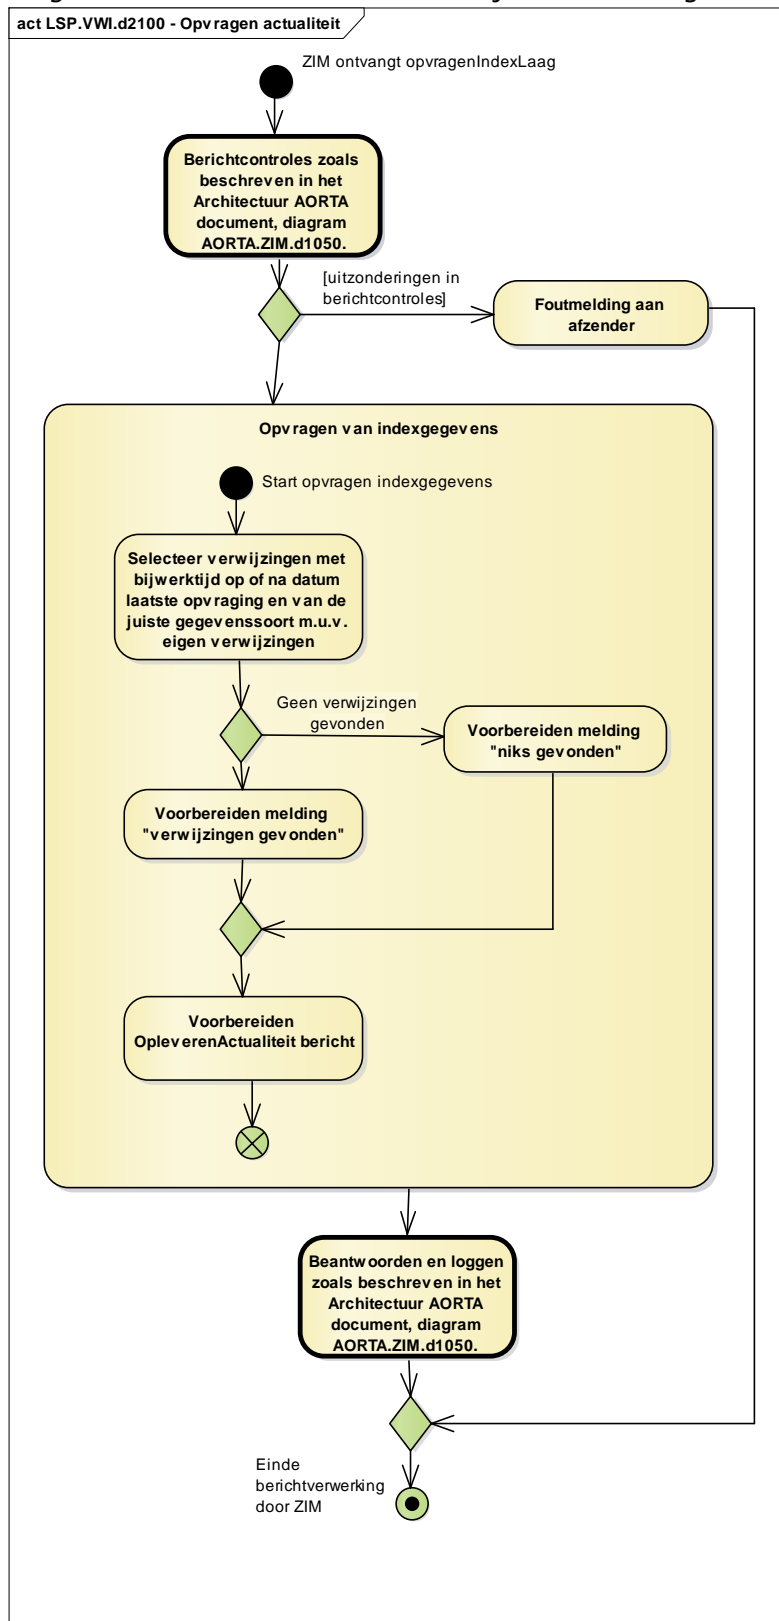 act LSP.VWI.d2100 - Opvragen actualiteit
ZIM ontvangt opvragenIndexLaag
Berichtcontroles zoals
beschreven in het
Architectuur AORTA
document, diagram
AORTA.ZIM.d1050.
[uitzonderingen in
berichtcontroles]
Foutmelding aan
afzender
Opvragen van indexgegevens
Start opvragen indexgegevens
Selecteer verwijzingen met
bijwerktijd op of na datum
laatste opvraging en van de
juiste gegevenssoort m.u.v.
eigen verwijzingen
Geen verwijzingen
gevonden
Voorbereiden melding
"niks gevonden"
Voorbereiden melding
"verwijzingen gevonden"
Voorbereiden
OpleverenActualiteit bericht
Beantwoorden en loggen
zoals beschreven in het
Architectuur AORTA
document, diagram
AORTA.ZIM.d1050.
Einde
berichtverwerking
door ZIM